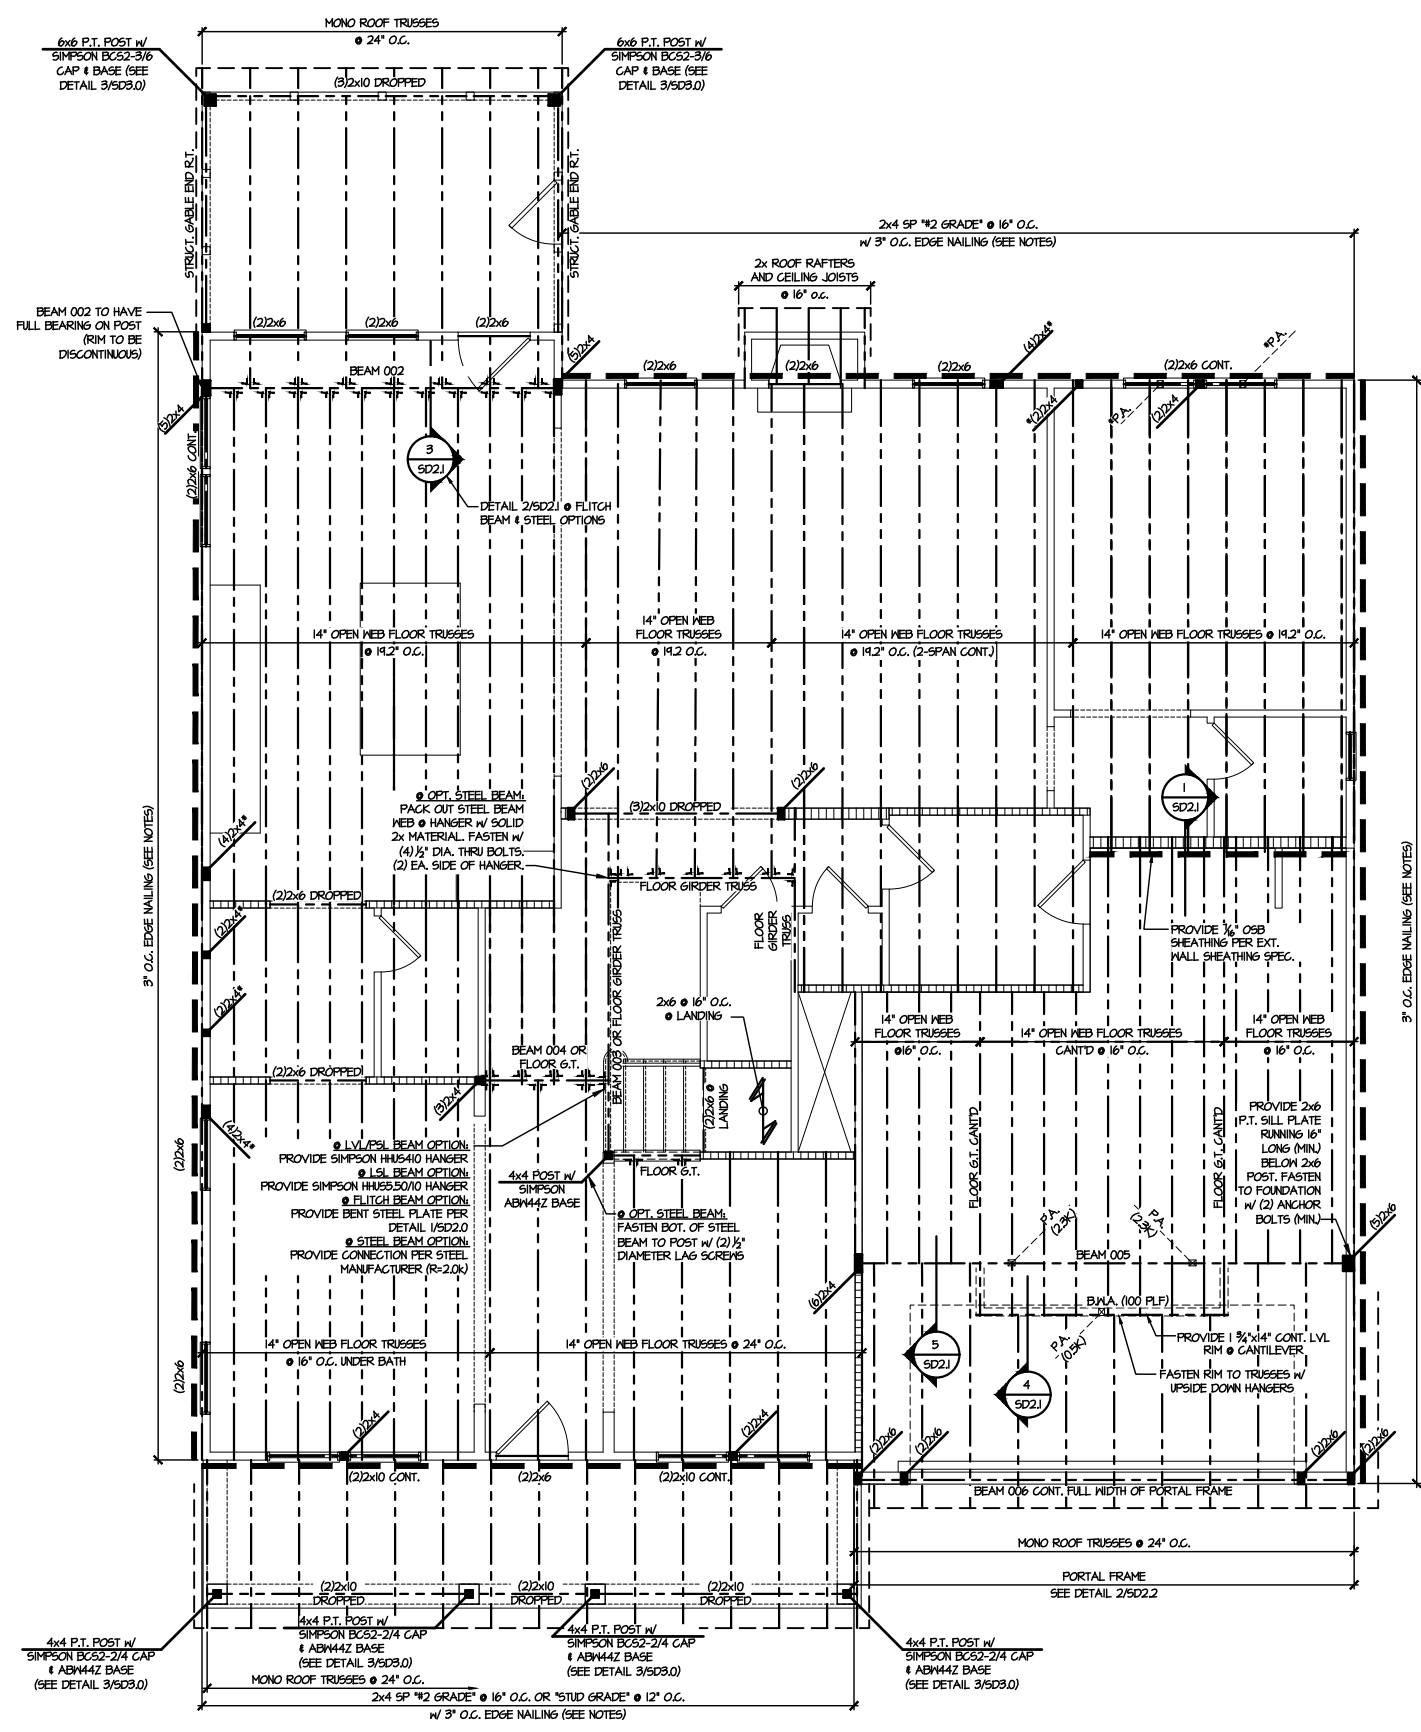 MONO ROOF TRUSSES
@ 24" O.C.
6x6 P.T. POST W/
SIMPSON BCS2-3/6
CAP & BASE (SEE
DETAIL 3/SD3.0)
6x6 P.T. POST W/
SIMPSON BCS2-3/6
CAP & BASE (SEE
DETAIL 3/SD3.0)
(3)2x10 DROPPED
STRUCT. GABLE END R.T.
STRUCT. GABLE END R.T.
2x4 SP "#2 GRADE" @ 16" O.C.
W/ 3" O.C. EDGE NAILING (SEE NOTES)
2x ROOF RAFTERS
AND CEILING JOISTS
@ 16" O.C.
BEAM 002 TO HAVE
FULL BEARING ON POST
(RIM TO BE
DISCONTINUOUS)
(2)2x6
(2)2x6
(2)2x6
(5)2x4
(4)2x4"
"P.A.
BEAM 002
(2)2x6
(2)2x6
(2)2x6
(2)2x6 CONT.
(5)2x4
"(2)2x4
"P.A.
(2)2x4
(2)2x6 CONT.
3
SD2.1
DETAIL 2/SD2.1 @ FLITCH
BEAM & STEEL OPTIONS
14" OPEN WEB FLOOR TRUSSES
@ 19.2" O.C.
14" OPEN WEB
FLOOR TRUSSES
@ 19.2 O.C.
14" OPEN WEB FLOOR TRUSSES
@ 19.2" O.C. (2-SPAN CONT.)
14" OPEN WEB FLOOR TRUSSES @ 19.2" O.C.
(2)2x6
(2)2x6
(3)2x10 DROPPED
@ OPT. STEEL BEAM:
PACK OUT STEEL BEAM
WEB @ HANGER W/ SOLID
2x MATERIAL. FASTEN W/
(4) ½" DIA. THRU BOLTS.
(2) EA. SIDE OF HANGER.
1
SD2.1
3" O.C. EDGE NAILING (SEE NOTES)
3" O.C. EDGE NAILING (SEE NOTES)
(4)2x4"
(2)2x6 DROPPED
(2)2x4"
(2)2x4"
FLOOR GIRDER TRUSS
FLOOR
GIRDER
TRUSS
BEAM 003 OR FLOOR GIRDER TRUSS
PROVIDE 7/16" OSB
SHEATHING PER EXT.
WALL SHEATHING SPEC.
2x6 @ 16" O.C.
@ LANDING
14" OPEN WEB
FLOOR TRUSSES
@16" O.C.
14" OPEN WEB FLOOR TRUSSES
CANT'D @ 16" O.C.
14" OPEN WEB
FLOOR TRUSSES
@ 16" O.C.
BEAM 004 OR
FLOOR G.T.
(2)2x6 DROPPED
(3)2x4"
(2)2x6 @
LANDING
(4)2x4"
(2)2x6
FLOOR G.T. CANT'D
FLOOR G.T. CANT'D
PROVIDE 2x6
P.T. SILL PLATE
RUNNING 16"
LONG (MIN.)
BELOW 2x6
POST. FASTEN
TO FOUNDATION
W/ (2) ANCHOR
BOLTS (MIN.)
@ LVL/PSL BEAM OPTION:
PROVIDE SIMPSON HHUS410 HANGER
@ LSL BEAM OPTION:
PROVIDE SIMPSON HHUS5.50/10 HANGER
@ FLITCH BEAM OPTION:
PROVIDE BENT STEEL PLATE PER
DETAIL 1/SD2.0
@ STEEL BEAM OPTION:
PROVIDE CONNECTION PER STEEL
MANUFACTURER (R=2.0k)
4x4 POST W/
SIMPSON
ABW44Z BASE
FLOOR G.T.
@ OPT. STEEL BEAM:
FASTEN BOT. OF STEEL
BEAM TO POST W/ (2) ½"
DIAMETER LAG SCREWS
P.A.
(2.3K)
P.A.
(2.3K)
(5)2x6
BEAM 005
(6)2x4
B.W.A. (100 PLF)
P.A.
(0.5K)
PROVIDE 1 ¾"x14" CONT. LVL
RIM @ CANTILEVER
FASTEN RIM TO TRUSSES W/
UPSIDE DOWN HANGERS
5
SD2.1
4
SD2.1
14" OPEN WEB FLOOR TRUSSES
@ 16" O.C. UNDER BATH
14" OPEN WEB FLOOR TRUSSES @ 24" O.C.
(2)2x6
(2)2x4
(2)2x4
(2)2x6
(2)2x6
(2)2x6
(2)2x6
(2)2x10 CONT.
(2)2x6
(2)2x10 CONT.
BEAM 006 CONT. FULL WIDTH OF PORTAL FRAME
MONO ROOF TRUSSES @ 24" O.C.
PORTAL FRAME
SEE DETAIL 2/SD2.2
(2)2x10
DROPPED
(2)2x10
DROPPED
(2)2x10
DROPPED
4x4 P.T. POST W/
SIMPSON BCS2-2/4 CAP
& ABW44Z BASE
(SEE DETAIL 3/SD3.0)
4x4 P.T. POST W/
SIMPSON BCS2-2/4 CAP
& ABW44Z BASE
(SEE DETAIL 3/SD3.0)
4x4 P.T. POST W/
SIMPSON BCS2-2/4 CAP
& ABW44Z BASE
(SEE DETAIL 3/SD3.0)
4x4 P.T. POST W/
SIMPSON BCS2-2/4 CAP
& ABW44Z BASE
(SEE DETAIL 3/SD3.0)
MONO ROOF TRUSSES @ 24" O.C.
2x4 SP "#2 GRADE" @ 16" O.C. OR "STUD GRADE" @ 12" O.C.
W/ 3" O.C. EDGE NAILING (SEE NOTES)